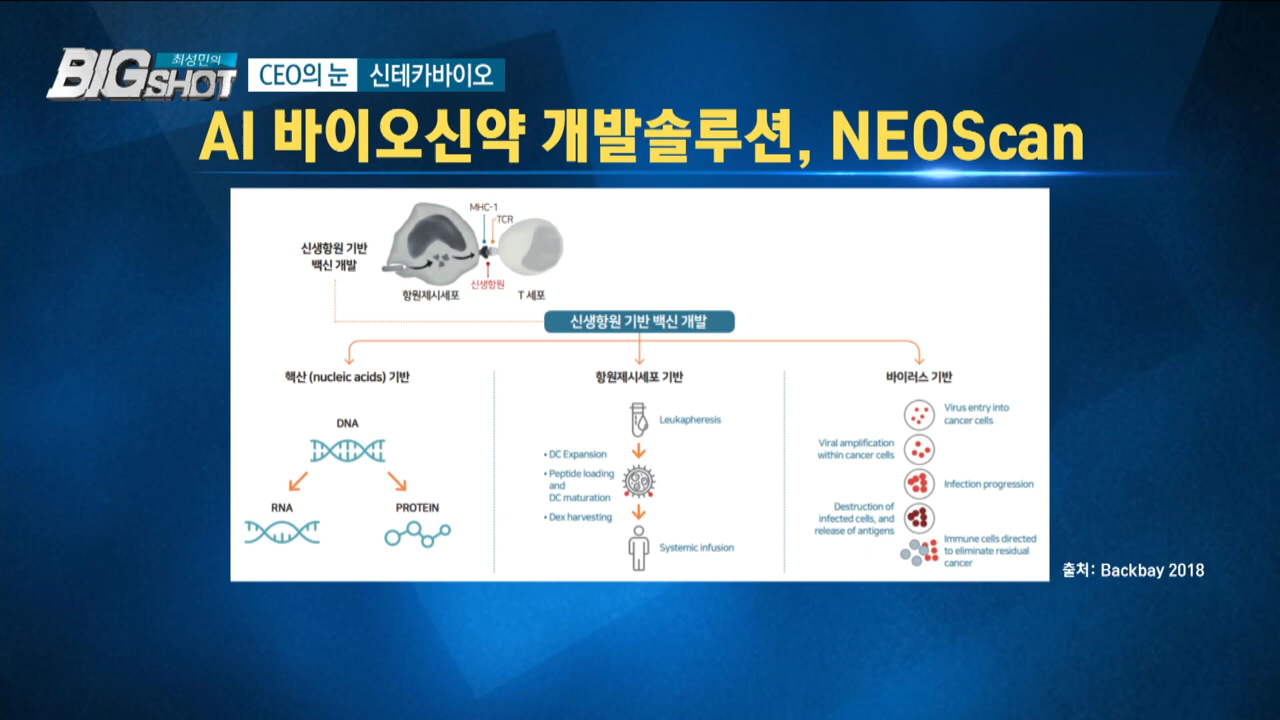 최성민의
BIGSHOT
CEO의 눈
신테카바이오
AI 바이오신약 개발솔루션, NEOScan
MHC-1
TCR
신생항원 기반
백신 개발
신생항원
항원제시세포
T 세포
신생항원 기반 백신 개발
핵산 (nucleic acids) 기반
DNA
RNA
PROTEIN
항원제시세포 기반
Leukapheresis
• DC Expansion
• Peptide loading
and
DC maturation
• Dex harvesting
Systemic infusion
바이러스 기반
Virus entry into
cancer cells
Viral amplification
within cancer cells
Infection progression
Destruction of
infected cells, and
release of antigens
Immune cells directed
to eliminate residual
cancer
출처: Backbay 2018